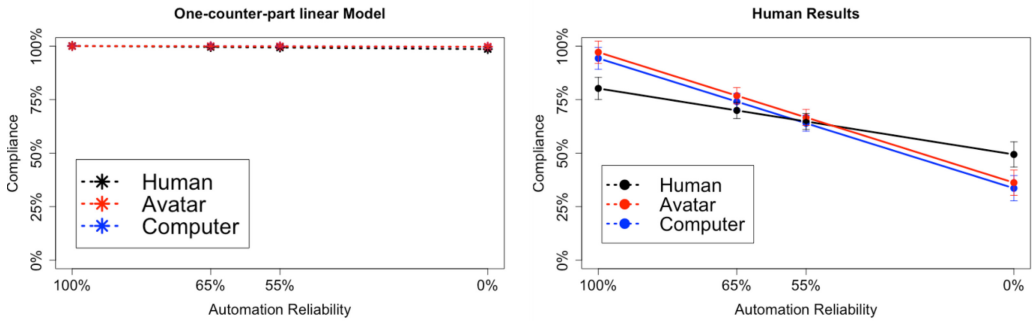 One-counter-part linear Model
100%
75%
50%
25%
0%
Compliance
Human
Avatar
Computer
100%
65%
55%
0%
Automation Reliability
Human Results
100%
75%
50%
25%
0%
Compliance
Human
Avatar
Computer
100%
65%
55%
0%
Automation Reliability